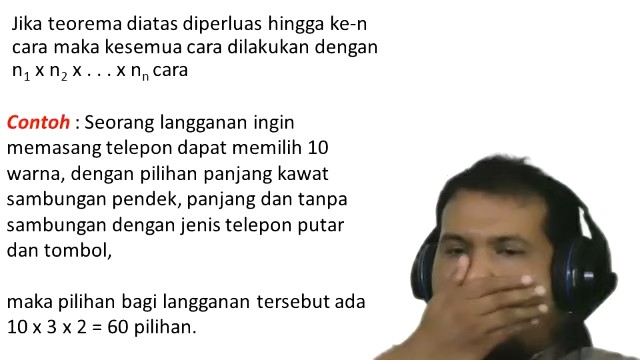 Jika teorema diatas diperluas hingga ke-n
cara maka kesemua cara dilakukan dengan
n₁ x n₂ x . . . x nₙ cara
Contoh : Seorang langganan ingin
memasang telepon dapat memilih 10
warna, dengan pilihan panjang kawat
sambungan pendek, panjang dan tanpa
sambungan dengan jenis telepon putar
dan tombol,
maka pilihan bagi langganan tersebut ada
10 x 3 x 2 = 60 pilihan.